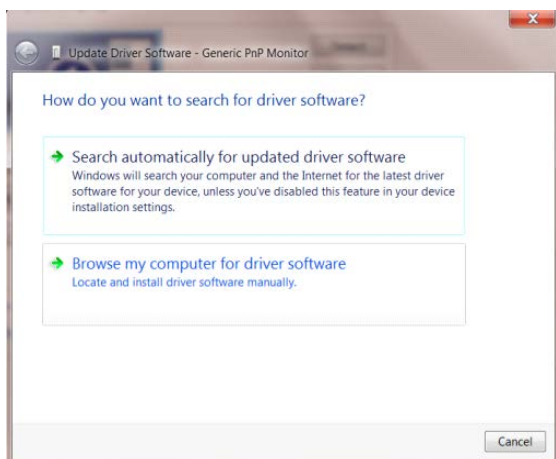 Update Driver Software - Generic PnP Monitor
How do you want to search for driver software?
Search automatically for updated driver software
Windows will search your computer and the Internet for the latest driver
software for your device, unless you've disabled this feature in your device
installation settings.
Browse my computer for driver software
Locate and install driver software manually.
Cancel